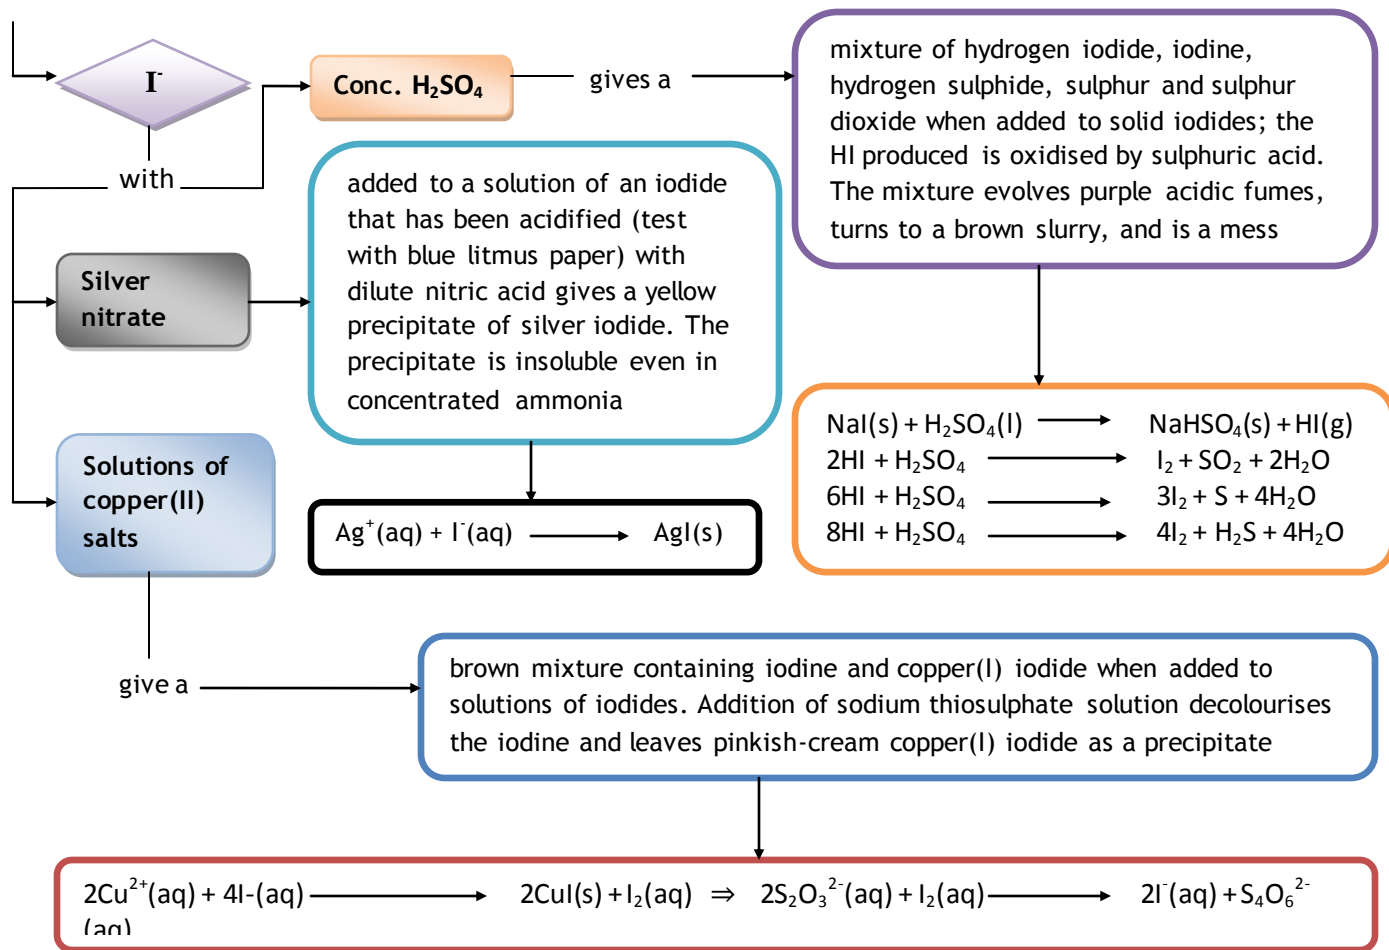 I⁻
with
Conc. H₂SO₄
gives a
mixture of hydrogen iodide, iodine,
hydrogen sulphide, sulphur and sulphur
dioxide when added to solid iodides; the
HI produced is oxidised by sulphuric acid.
The mixture evolves purple acidic fumes,
turns to a brown slurry, and is a mess
NaI(s) + H₂SO₄(l) → NaHSO₄(s) + HI(g)
2HI + H₂SO₄ → I₂ + SO₂ + 2H₂O
6HI + H₂SO₄ → 3I₂ + S + 4H₂O
8HI + H₂SO₄ → 4I₂ + H₂S + 4H₂O
Silver
nitrate
added to a solution of an iodide
that has been acidified (test
with blue litmus paper) with
dilute nitric acid gives a yellow
precipitate of silver iodide. The
precipitate is insoluble even in
concentrated ammonia
Ag⁺(aq) + I⁻(aq) → AgI(s)
Solutions of
copper(II)
salts
give a
brown mixture containing iodine and copper(I) iodide when added to
solutions of iodides. Addition of sodium thiosulphate solution decolourises
the iodine and leaves pinkish-cream copper(I) iodide as a precipitate
2Cu²⁺(aq) + 4I-(aq) → 2CuI(s) + I₂(aq) ⇒ 2S₂O₃²⁻(aq) + I₂(aq) → 2I⁻(aq) + S₄O₆²⁻
(aq)